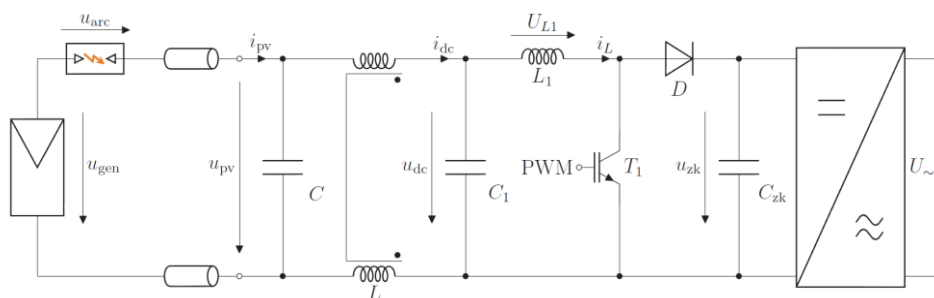 u_arc
i_pv
i_dc
U_L1
i_L
L_1
D
u_gen
u_pv
C
u_dc
C_1
PWM
T_1
u_zk
C_zk
U_~
L